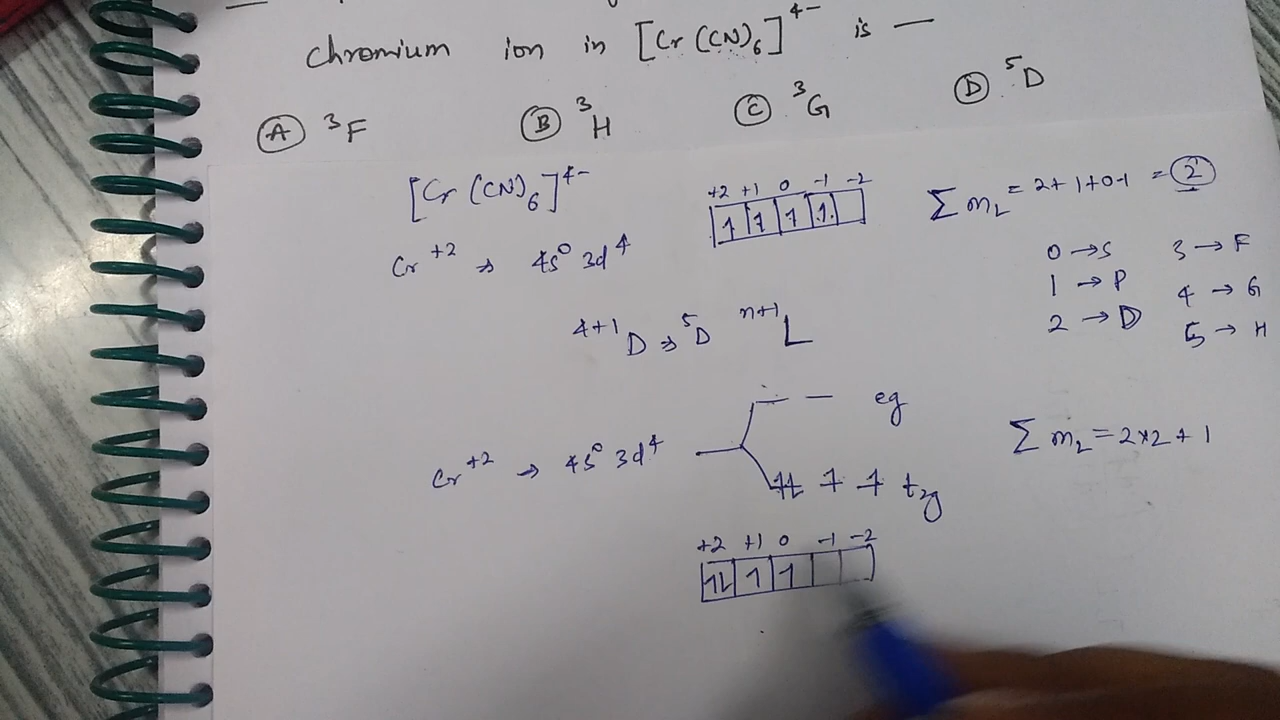 chromium ion in [Cr(CN)₆]⁴⁻ is —
Ⓐ ³F Ⓑ ³H Ⓒ ³G Ⓓ ⁵D
[Cr(CN)₆]⁴⁻
+2 +1 0 -1 -2
1 1 1 1
∑ m_L = 2+1+0-1 = 2
Cr⁺² → 4s⁰ 3d⁴
0 → S 3 → F
1 → P 4 → G
2 → D 5 → H
⁴⁺¹D ⇒ ⁵D ⁿ⁺¹L
eg
Cr⁺² → 4s⁰ 3d⁴
∑ m_L = 2×2+1
1L 1 1 t₂g
+2 +1 0 -1 -2
1L 1 1